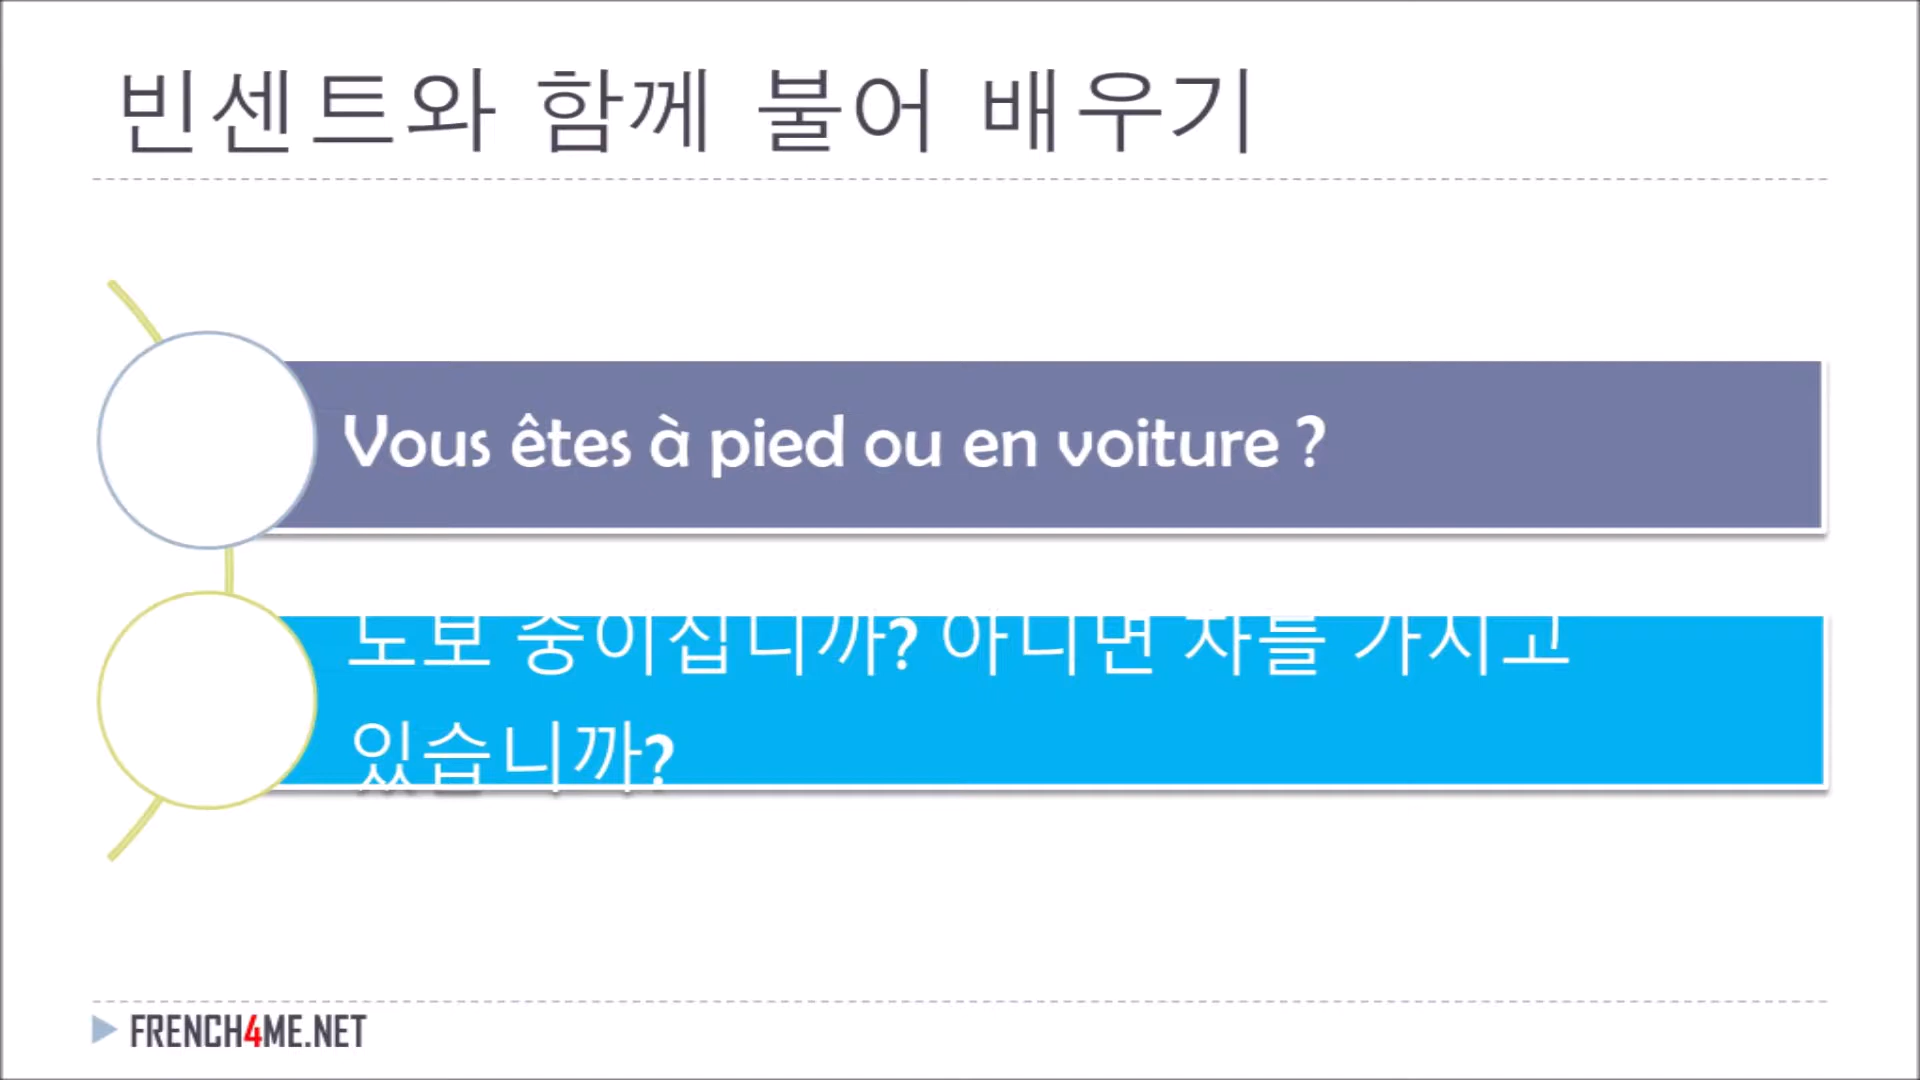 빈센트와 함께 불어 배우기
Vous êtes à pied ou en voiture ?
도보 중이십니까? 아니면 차를 가지고
있습니까?
FRENCH4ME.NET